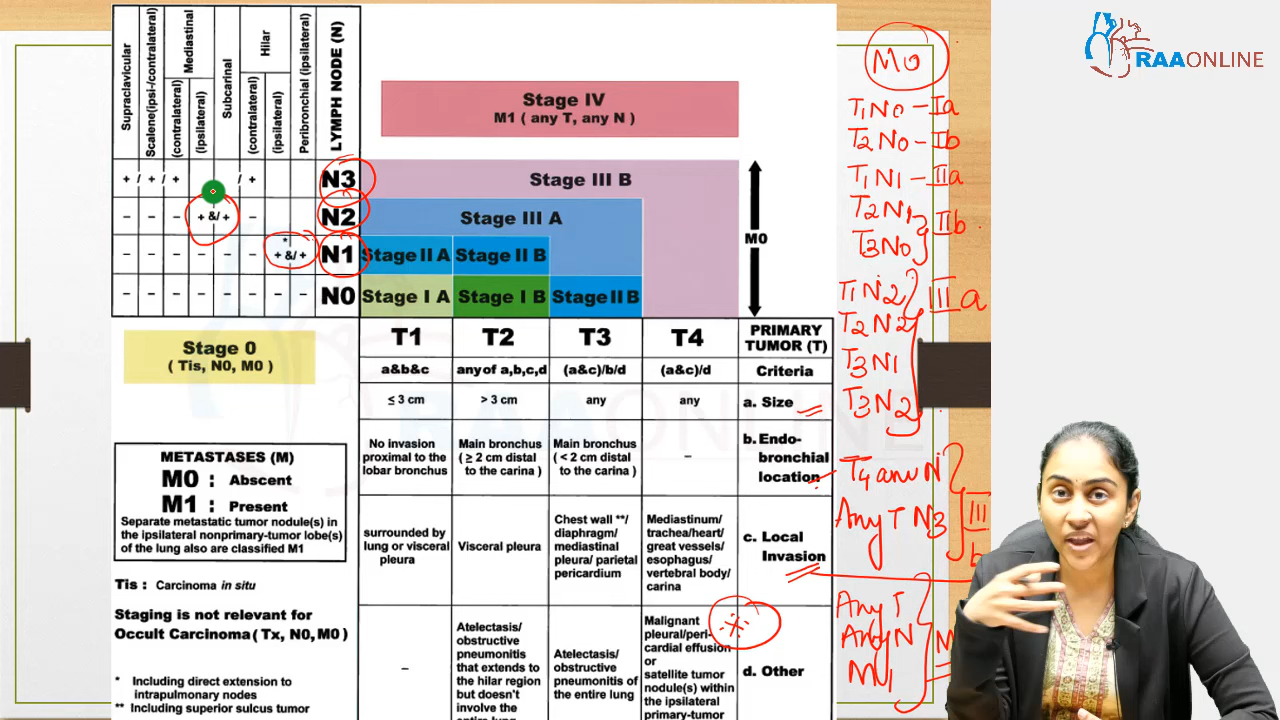 Supraclavicular
Scalene(ipsi-/contralateral)
Mediastinal
(contralateral)
(ipsilateral)
Subcarinal
Hilar
(contralateral)
(ipsilateral)
Peribronchial (ipsilateral)
LYMPH NODE (N)
+ / + / + / + N3
– – – + &/ + – – – N2
– – – – – – * + &/ + N1
– – – – – – – – N0
Stage IV
M1 ( any T, any N )
Stage III B
Stage III A
Stage II A Stage II B
Stage I A Stage I B Stage II B
M0
Stage 0
( Tis, N0, M0 )
T1 T2 T3 T4 PRIMARY TUMOR (T)
a&b&c any of a,b,c,d (a&c)/b/d (a&c)/d Criteria
≤ 3 cm > 3 cm any any a. Size
No invasion
proximal to the
lobar bronchus
Main bronchus
( ≥ 2 cm distal
to the carina )
Main bronchus
( < 2 cm distal
to the carina )
–
b. Endo-
bronchial
location
surrounded by
lung or visceral
pleura
Visceral pleura
Chest wall **/
diaphragm/
mediastinal
pleura/ parietal
pericardium
Mediastinum/
trachea/heart/
great vessels/
esophagus/
vertebral body/
carina
c. Local
Invasion
–
Atelectasis/
obstructive
pneumonitis
that extends to
the hilar region
but doesn't
involve the
entire lung
Atelectasis/
obstructive
pneumonitis of
the entire lung
Malignant
pleural/peri-
cardial effusion
or
satellite tumor
nodule(s) within
the ipsilateral
primary-tumor
d. Other
METASTASES (M)
M0 : Abscent
M1 : Present
Separate metastatic tumor nodule(s) in
the ipsilateral nonprimary-tumor lobe(s)
of the lung also are classified M1
Tis : Carcinoma in situ
Staging is not relevant for
Occult Carcinoma ( Tx, N0, M0 )
* Including direct extension to
intrapulmonary nodes
** Including superior sulcus tumor
RAAONLINE
M0
T1N0 – Ia
T2N0 – Ib
T1N1 – IIa
T2N1
T3N0 } IIb
T1N2
T2N2
T3N1
T3N2 } III a
T4 any N
Any T N3 } III b
Any T
Any N
M1
RAAONLINE